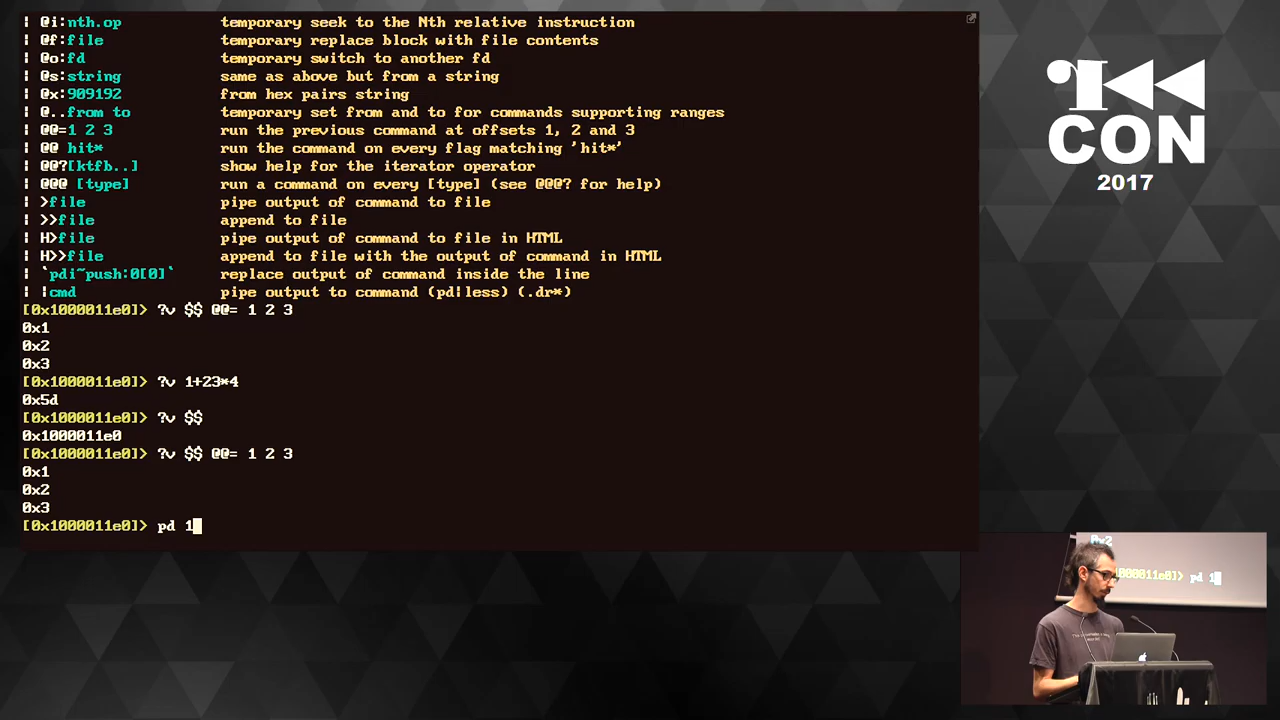 | @i:nth.op temporary seek to the Nth relative instruction
| @f:file temporary replace block with file contents
| @o:fd temporary switch to another fd
| @s:string same as above but from a string
| @x:909192 from hex pairs string
| @..from to temporary set from and to for commands supporting ranges
| @@=1 2 3 run the previous command at offsets 1, 2 and 3
| @@ hit* run the command on every flag matching 'hit*'
| @@?[ktfb..] show help for the iterator operator
| @@@ [type] run a command on every [type] (see @@@? for help)
| >file pipe output of command to file
| >>file append to file
| H>file pipe output of command to file in HTML
| H>>file append to file with the output of command in HTML
| `pdi~push:0[0]` replace output of command inside the line
| |cmd pipe output to command (pd|less) (.dr*)
[0x1000011e0]> ?v $$ @@= 1 2 3
0x1
0x2
0x3
[0x1000011e0]> ?v 1+23*4
0x5d
[0x1000011e0]> ?v $$
0x1000011e0
[0x1000011e0]> ?v $$ @@= 1 2 3
0x1
0x2
0x3
[0x1000011e0]> pd 1
CON
2017
0x2
000011e0]> pd 1